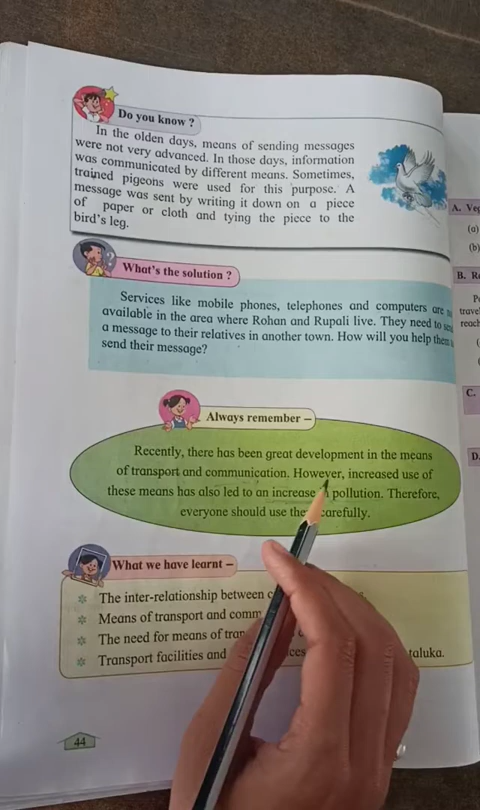 Do you know ?
In the olden days, means of sending messages
were not very advanced. In those days, information
was communicated by different means. Sometimes,
trained pigeons were used for this purpose. A
message was sent by writing it down on a piece
of paper or cloth and tying the piece to the
bird's leg.
What's the solution ?
Services like mobile phones, telephones and computers are
available in the area where Rohan and Rupali live. They need to
a message to their relatives in another town. How will you help
send their message?
Always remember –
Recently, there has been great development in the means
of transport and communication. However, increased use of
these means has also led to an increase pollution. Therefore,
everyone should use carefully.
What we have learnt –
The inter-relationship between
Means of transport and
The need for means of
Transport facilities and taluka.
44
A.
(a)
(b)
B.
travel
reach
C.
D.